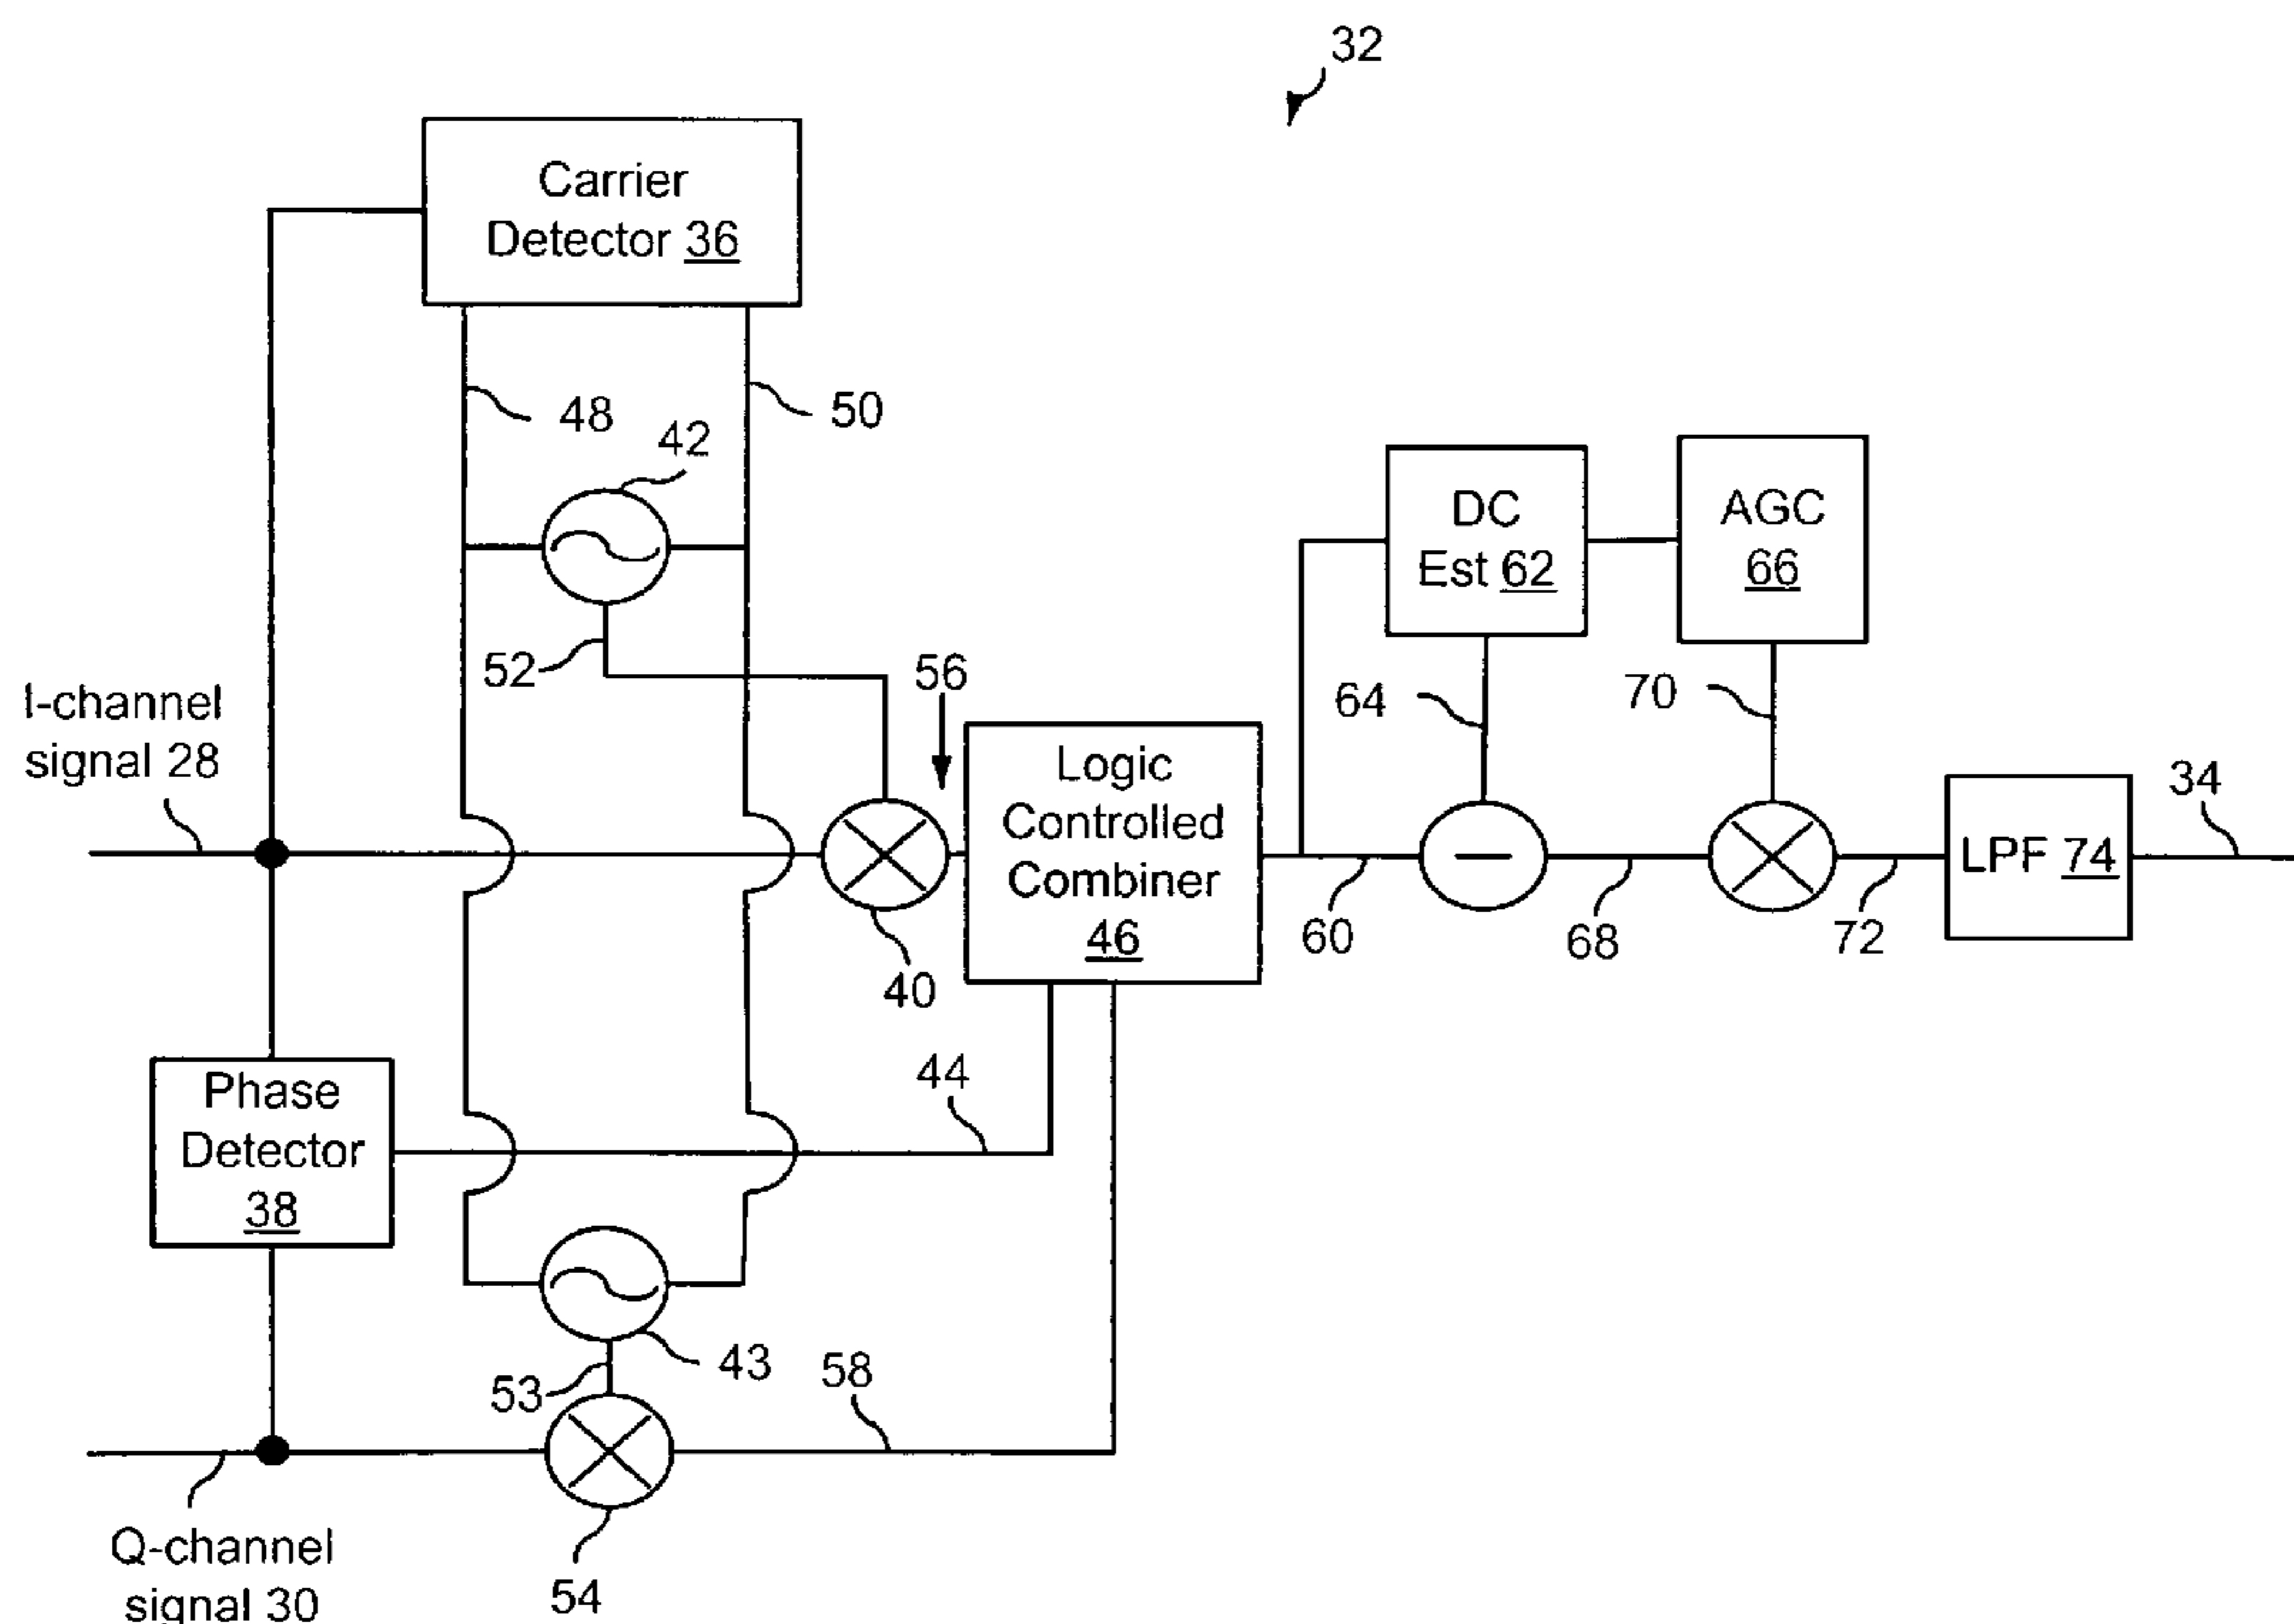 32
Carrier
Detector 36
48
50
42
DC
Est 62
AGC
66
52
56
64
70
I-channel
signal 28
Logic
Controlled
Combiner
46
34
LPF 74
60
68
72
40
44
Phase
Detector
38
43
53
58
Q-channel
signal 30
54